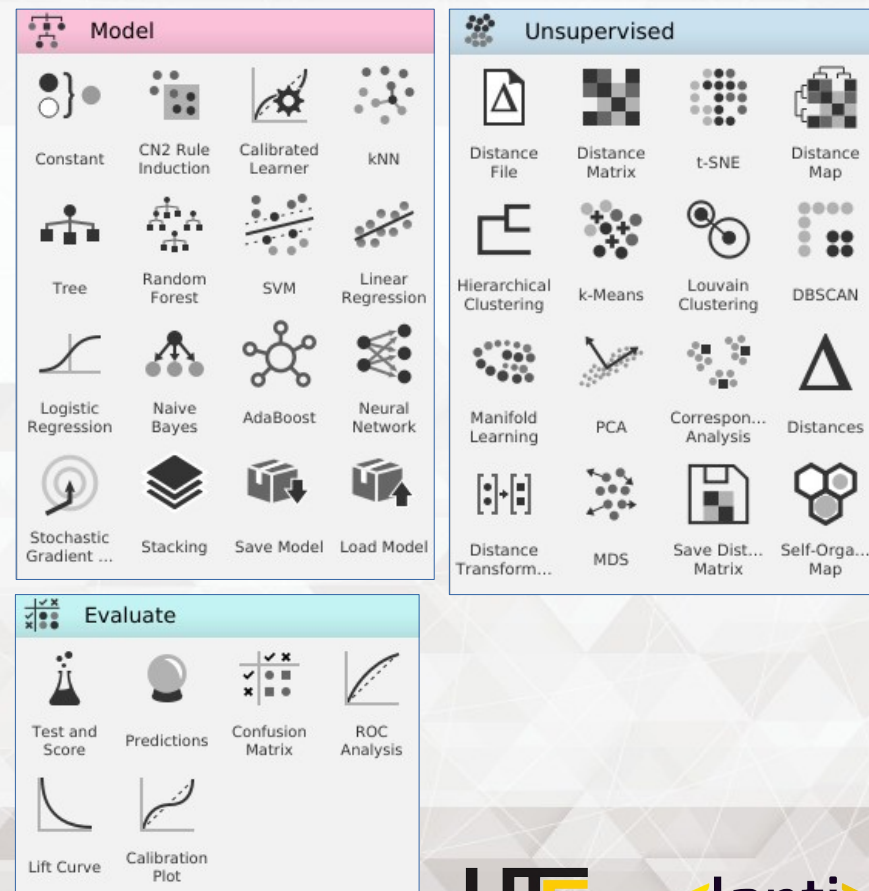 Model
Constant
CN2 Rule
Induction
Calibrated
Learner
kNN
Tree
Random
Forest
SVM
Linear
Regression
Logistic
Regression
Naive
Bayes
AdaBoost
Neural
Network
Stochastic
Gradient ...
Stacking
Save Model
Load Model
Unsupervised
Distance
File
Distance
Matrix
t-SNE
Distance
Map
Hierarchical
Clustering
k-Means
Louvain
Clustering
DBSCAN
Manifold
Learning
PCA
Correspon...
Analysis
Distances
Distance
Transform...
MDS
Save Dist...
Matrix
Self-Orga...
Map
Evaluate
Test and
Score
Predictions
Confusion
Matrix
ROC
Analysis
Lift Curve
Calibration
Plot